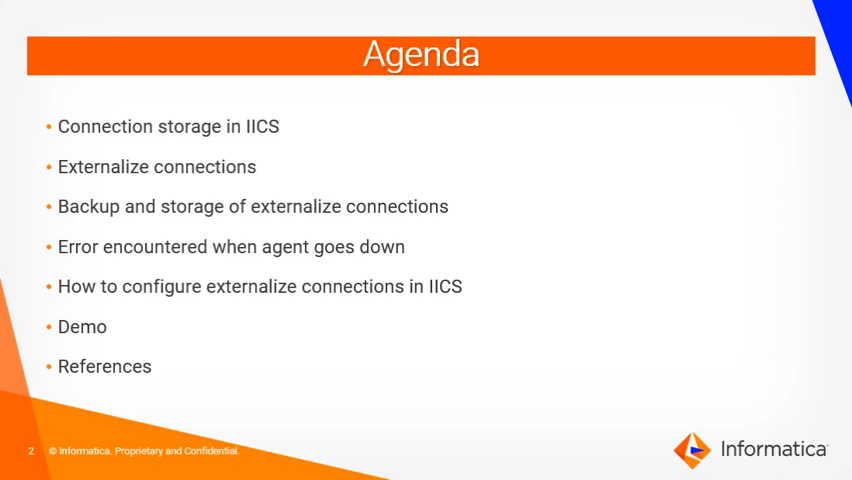 Agenda
• Connection storage in IICS
• Externalize connections
• Backup and storage of externalize connections
• Error encountered when agent goes down
• How to configure externalize connections in IICS
• Demo
• References
2 © Informatica. Proprietary and Confidential.
Informatica